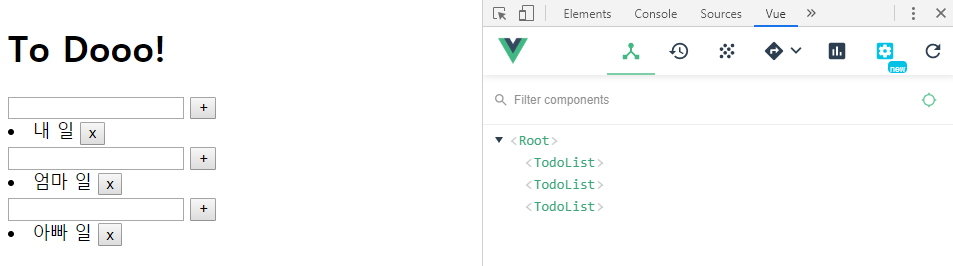 To Dooo!
+
내 일 x
+
엄마 일 x
+
아빠 일 x
Elements Console Sources Vue »
new
Filter components
<Root>
<TodoList>
<TodoList>
<TodoList>